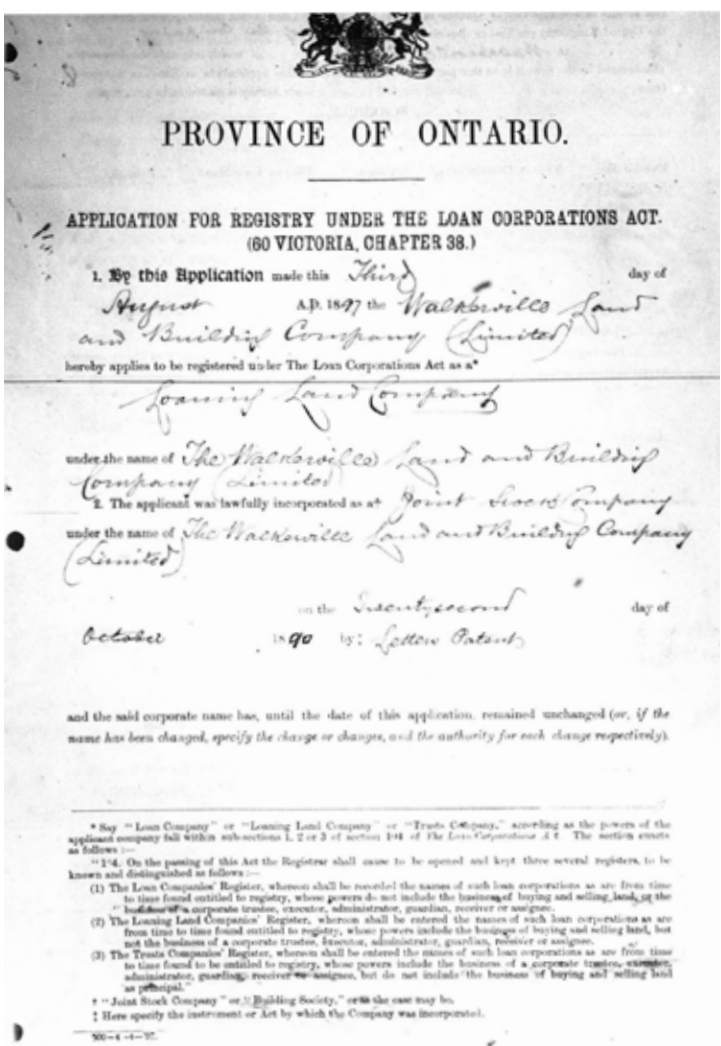 PROVINCE OF ONTARIO.
APPLICATION FOR REGISTRY UNDER THE LOAN CORPORATIONS ACT.
(60 VICTORIA, CHAPTER 38.)
1. By this Application made this Third day of
August A.D. 1897 the Walkerville Land
and Building Company (Limited)
hereby applies to be registered under The Loan Corporations Act as a*
Loaning Land Company
under the name of The Walkerville Land and Building
Company (Limited)
2. The applicant was lawfully incorporated as a† Joint Stock Company
under the name of The Walkerville Land and Building Company
(Limited)
on the Twenty second day of
October 1890 by‡ Letters Patent
and the said corporate name has, until the date of this application, remained unchanged (or, if the
name has been changed, specify the change or changes, and the authority for each change respectively).
* Say "Loan Company" or "Loaning Land Company" or "Trusts Company," according as the powers of the
applicant company fall within sub-sections 1, 2 or 3 of section 104 of The Loan Corporations Act. The section enacts
as follows :—
"104. On the passing of this Act the Registrar shall cause to be opened and kept three several registers, to be
known and distinguished as follows :—
(1) The Loan Companies' Register, whereon shall be recorded the names of such loan corporations as are from time
to time found entitled to registry, whose powers do not include the business of buying and selling land, or the
business of a corporate trustee, executor, administrator, guardian, receiver or assignee.
(2) The Loaning Land Companies' Register, whereon shall be entered the names of such loan corporations as are
from time to time found entitled to registry, whose powers include the business of buying and selling land, but
not the business of a corporate trustee, executor, administrator, guardian, receiver or assignee.
(3) The Trusts Companies' Register, whereon shall be entered the names of such loan corporations as are from time
to time found to be entitled to registry, whose powers include the business of a corporate trustee, executor,
administrator, guardian, receiver or assignee, but do not include the business of buying and selling land
as principal."
† "Joint Stock Company" or "Building Society," or as the case may be.
‡ Here specify the instrument or Act by which the Company was incorporated.